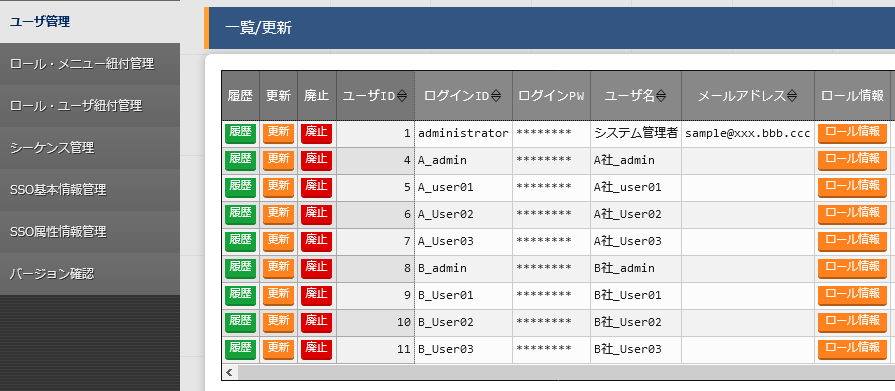 ユーザ管理
ロール・メニュー紐付管理
ロール・ユーザ紐付管理
シーケンス管理
SSO基本情報管理
SSO属性情報管理
バージョン確認
一覧/更新
履歴 更新 廃止 ユーザID ログインID ログインPW ユーザ名 メールアドレス ロール情報
履歴 更新 廃止 1 administrator ******** システム管理者 sample@xxx.bbb.ccc ロール情報
履歴 更新 廃止 4 A_admin ******** A社_admin ロール情報
履歴 更新 廃止 5 A_user01 ******** A社_user01 ロール情報
履歴 更新 廃止 6 A_User02 ******** A社_User02 ロール情報
履歴 更新 廃止 7 A_User03 ******** A社_User03 ロール情報
履歴 更新 廃止 8 B_admin ******** B社_admin ロール情報
履歴 更新 廃止 9 B_User01 ******** B社_User01 ロール情報
履歴 更新 廃止 10 B_User02 ******** B社_User02 ロール情報
履歴 更新 廃止 11 B_User03 ******** B社_User03 ロール情報